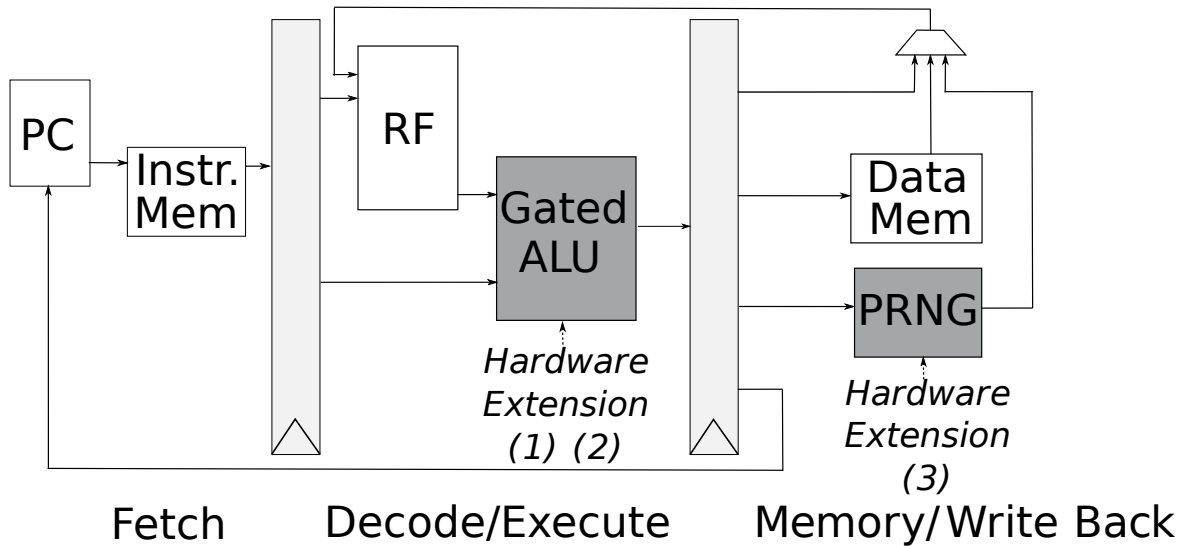 PC
Instr.
Mem
RF
Gated
ALU
Hardware
Extension
(1) (2)
Data
Mem
PRNG
Hardware
Extension
(3)
Fetch
Decode/Execute
Memory/Write Back